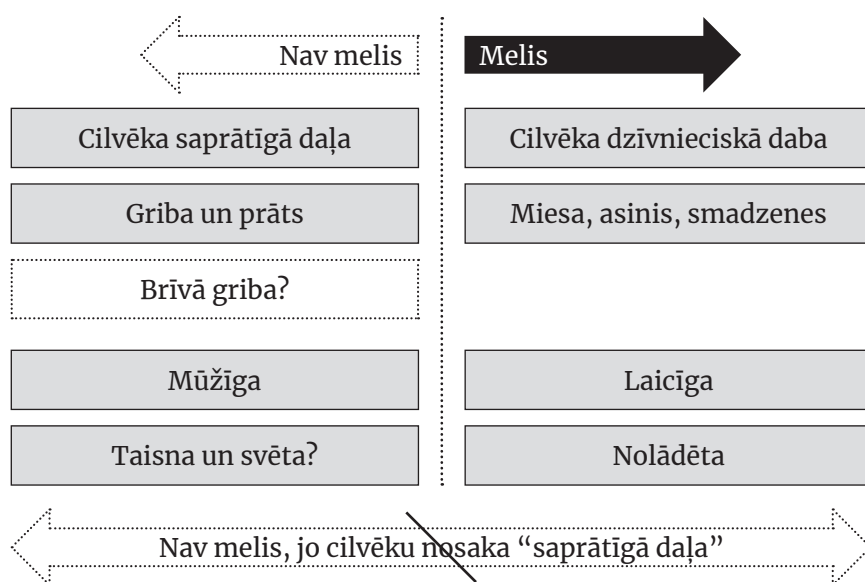 Nav melis
Melis
Cilvēka saprātīgā daļa
Cilvēka dzīvnieciskā daba
Griba un prāts
Miesa, asinis, smadzenes
Brīvā griba?
Mūžīga
Laicīga
Taisna un svēta?
Nolādēta
Nav melis, jo cilvēku nosaka “saprātīgā daļa”